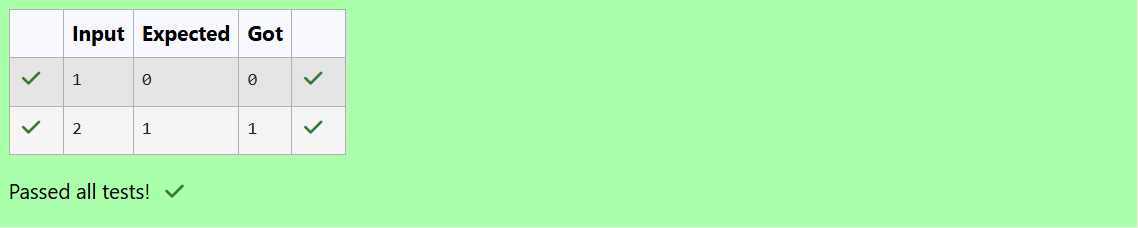 Input Expected Got
1 0 0
2 1 1
Passed all tests!